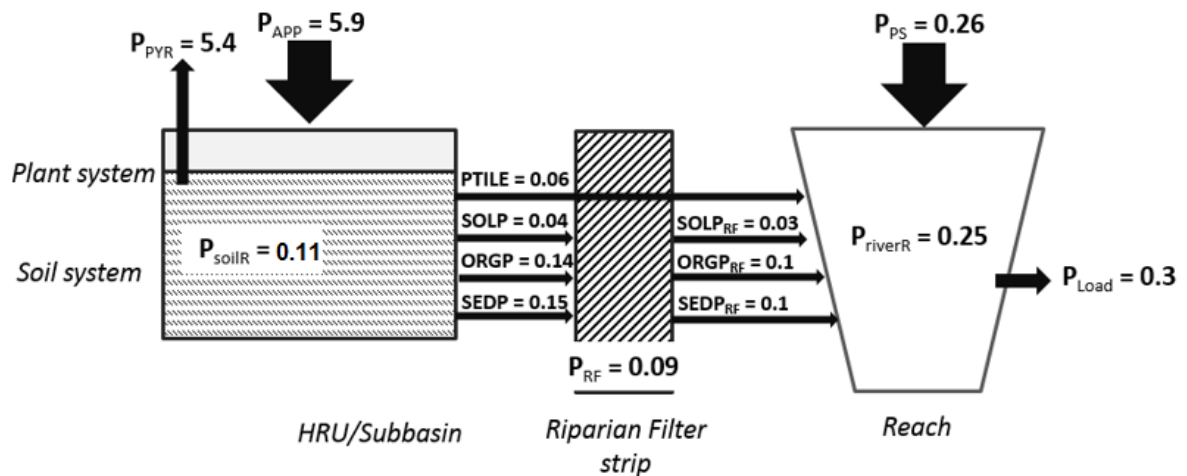 P_PYR = 5.4
P_APP = 5.9
P_PS = 0.26
Plant system
Soil system
P_soilR = 0.11
PTILE = 0.06
SOLP = 0.04
ORGP = 0.14
SEDP = 0.15
SOLP_RF = 0.03
ORGP_RF = 0.1
SEDP_RF = 0.1
P_RF = 0.09
P_riverR = 0.25
P_Load = 0.3
HRU/Subbasin
Riparian Filter
strip
Reach